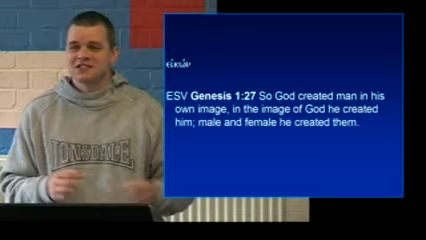 εἰκών
ESV Genesis 1:27 So God created man in his
own image, in the image of God he created
him; male and female he created them.
LONSDALE